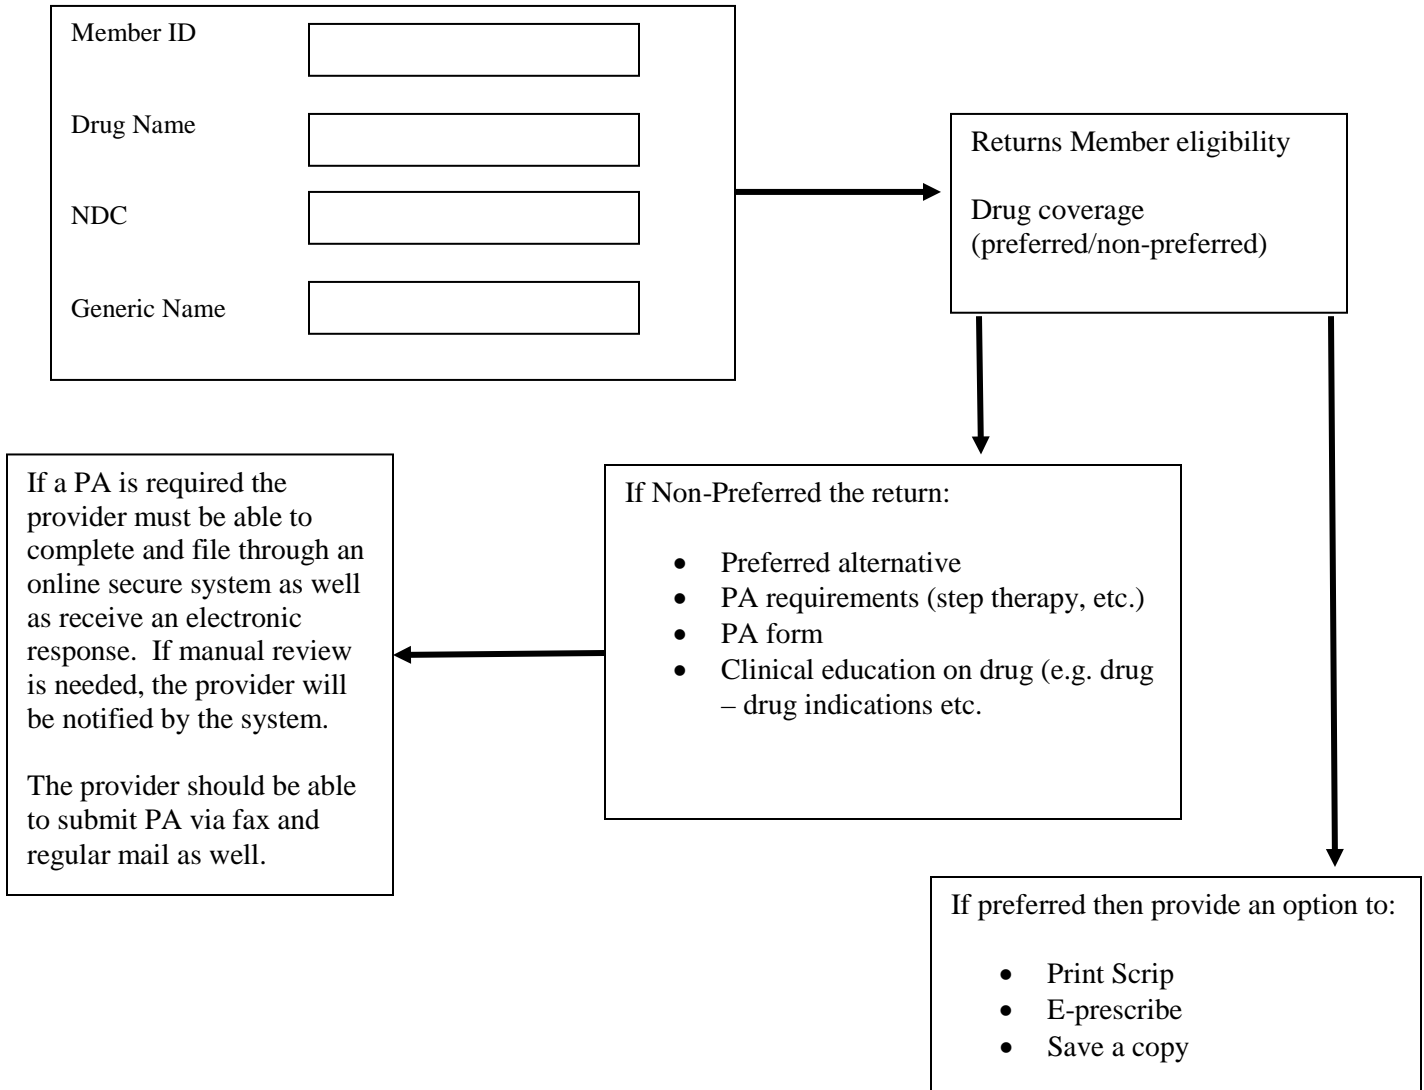 Member ID
Drug Name
NDC
Generic Name
Returns Member eligibility
Drug coverage
(preferred/non-preferred)
If a PA is required the
provider must be able to
complete and file through an
online secure system as well
as receive an electronic
response.  If manual review
is needed, the provider will
be notified by the system.
The provider should be able
to submit PA via fax and
regular mail as well.
If Non-Preferred the return:
• Preferred alternative
• PA requirements (step therapy, etc.)
• PA form
• Clinical education on drug (e.g. drug
– drug indications etc.
If preferred then provide an option to:
• Print Scrip
• E-prescribe
• Save a copy